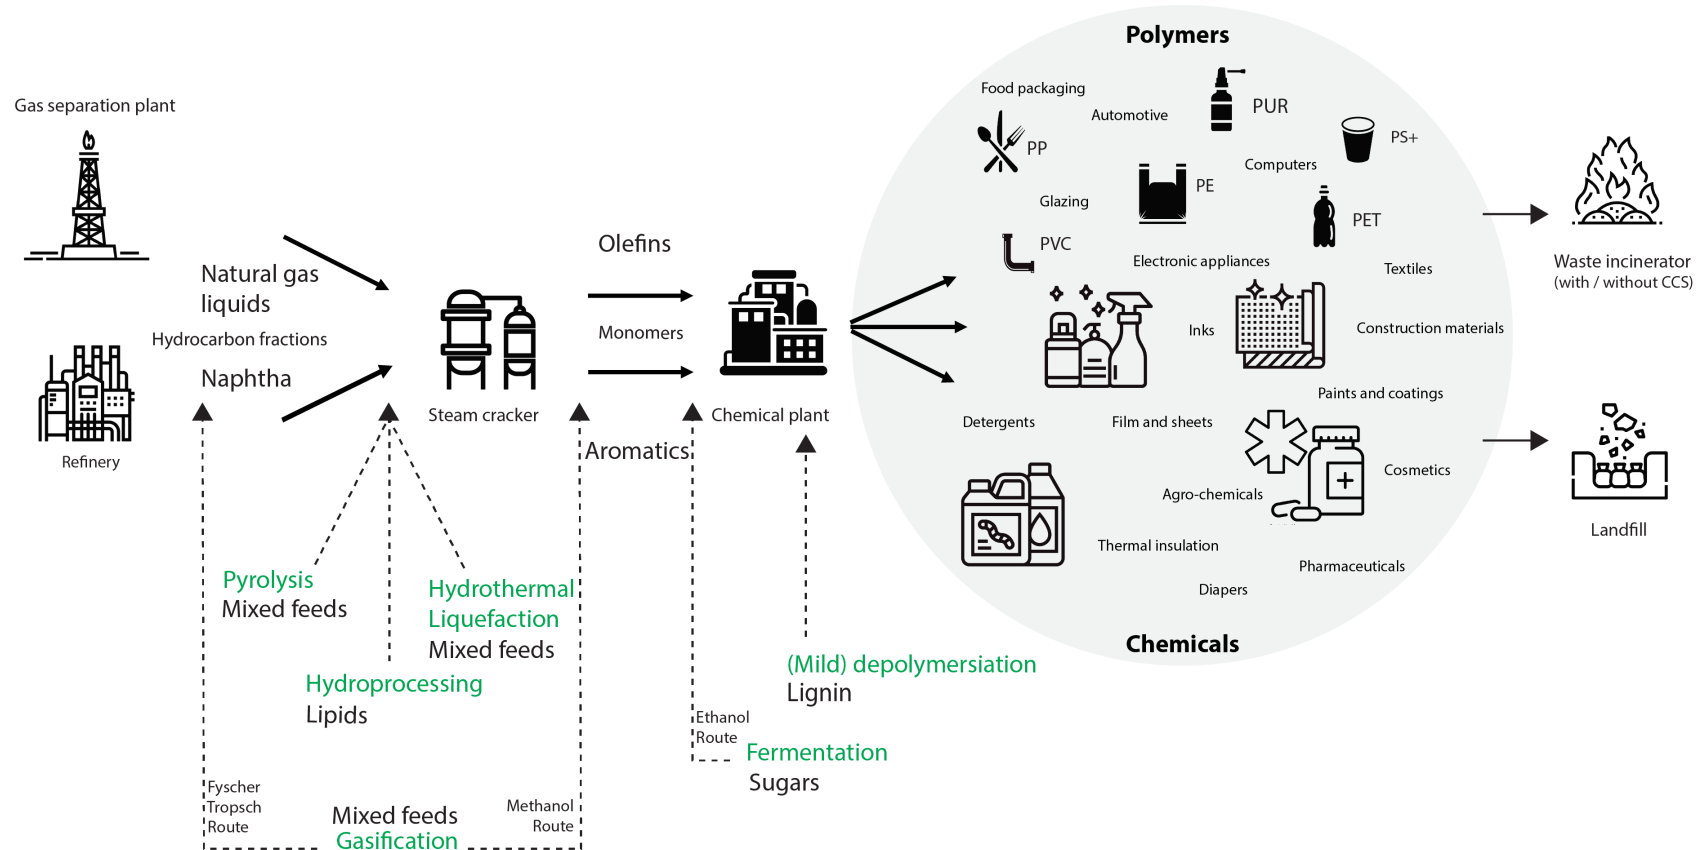 Polymers
Gas separation plant
Food packaging
Automotive
PUR
PS+
PP
Computers
PE
Glazing
PET
PVC
Electronic appliances
Textiles
Olefins
Natural gas
liquids
Hydrocarbon fractions
Naphtha
Monomers
Inks
Construction materials
Waste incinerator
(with / without CCS)
Refinery
Steam cracker
Chemical plant
Aromatics
Paints and coatings
Detergents
Film and sheets
Cosmetics
Agro-chemicals
Thermal insulation
Pharmaceuticals
Diapers
Chemicals
Landfill
Pyrolysis
Mixed feeds
Hydrothermal
Liquefaction
Mixed feeds
Hydroprocessing
Lipids
(Mild) depolymersiation
Lignin
Ethanol
Route
Fermentation
Sugars
Fyscher
Tropsch
Route
Mixed feeds
Gasification
Methanol
Route